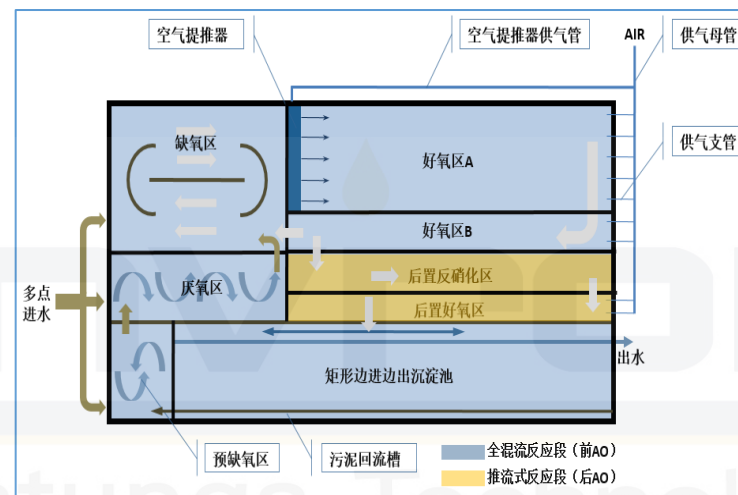 空气提推器
空气提推器供气管
AIR
供气母管
缺氧区
好氧区A
供气支管
好氧区B
后置反硝化区
厌氧区
后置好氧区
多点
进水
出水
矩形边进边出沉淀池
预缺氧区
污泥回流槽
全混流反应段（前AO）
推流式反应段（后AO）